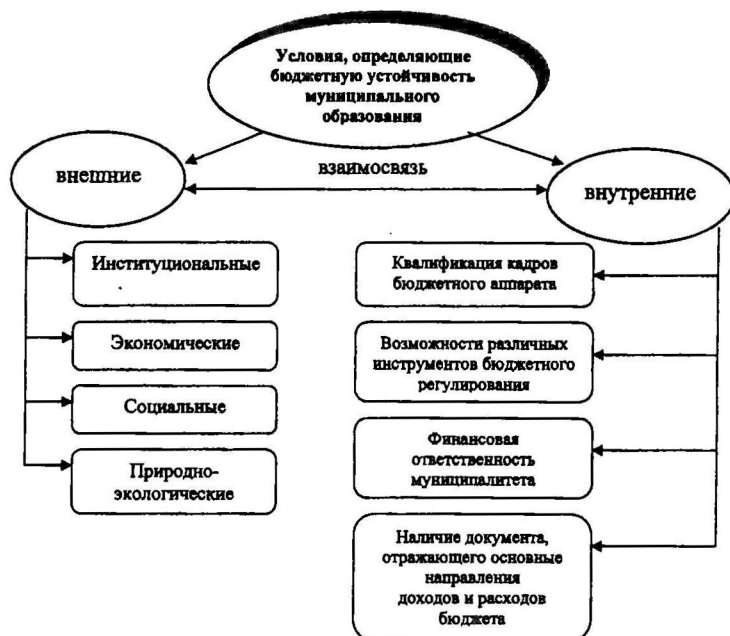 Условия, определяющие
бюджетную устойчивость
муниципального
образования
внешние
взаимосвязь
внутренние
Институциональные
Экономические
Социальные
Природно-
экологические
Квалификация кадров
бюджетного аппарата
Возможности различных
инструментов бюджетного
регулирования
Финансовая
ответственность
муниципалитета
Наличие документа,
отражающего основные
направления
доходов и расходов
бюджета